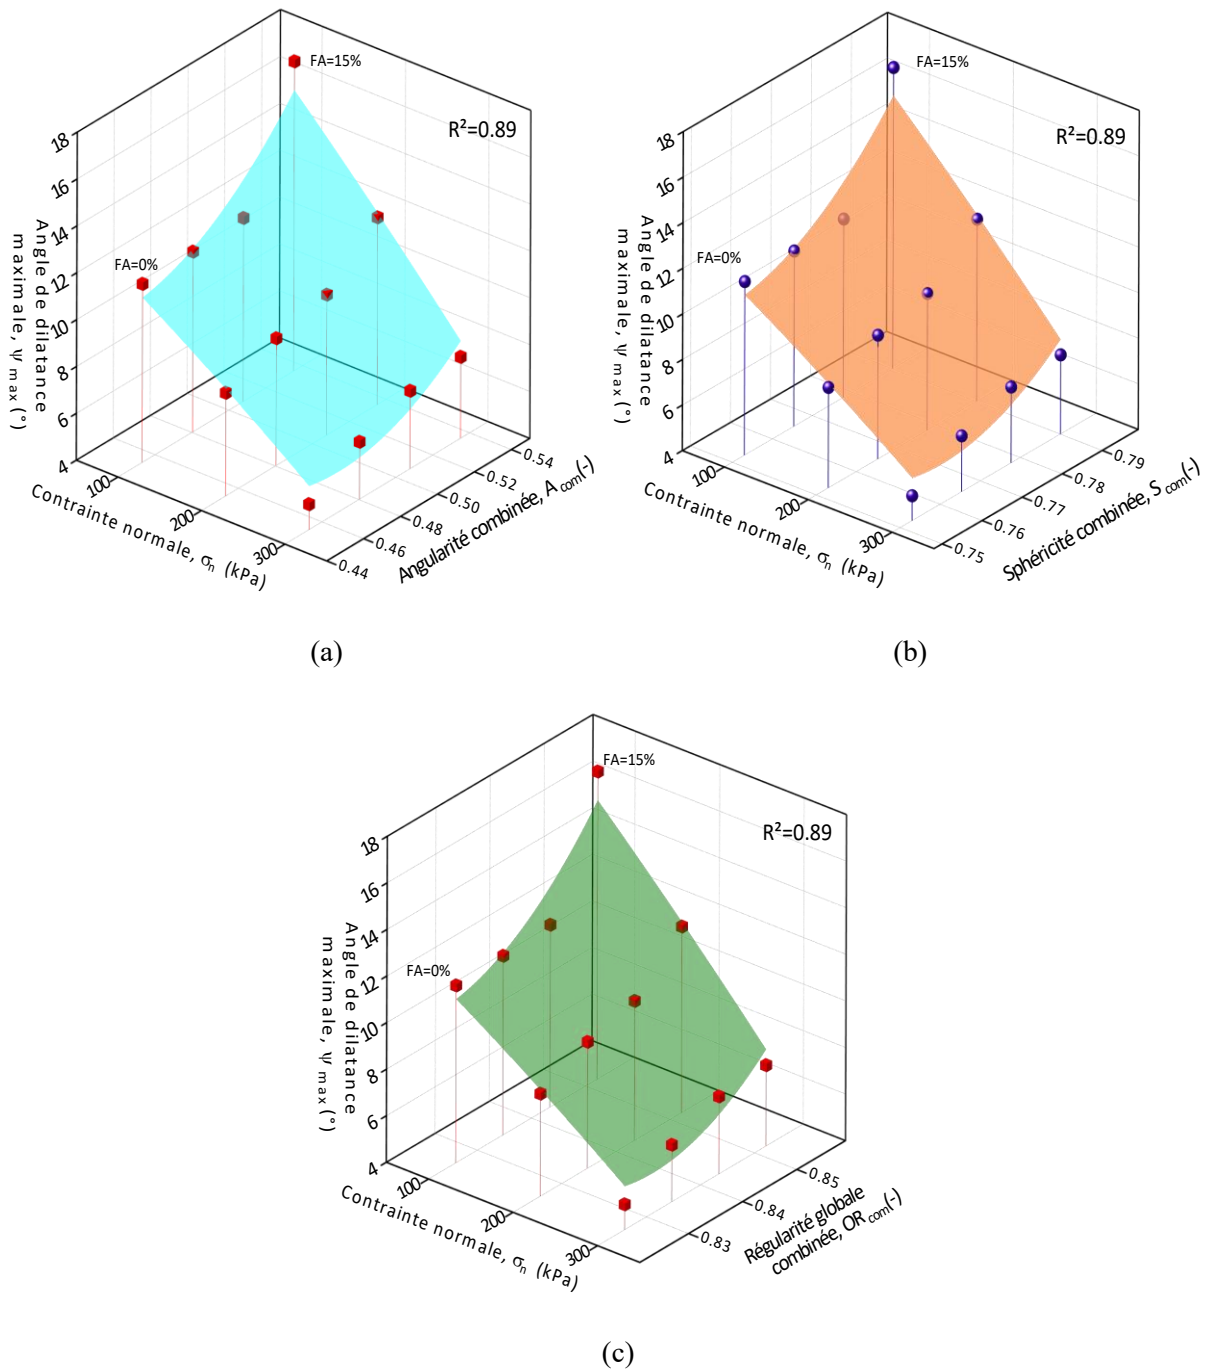 FA=15%
R²=0.89
FA=0%
18
16
14
12
10
8
6
4
Angle de dilatance
maximale, ψ max (°)
100
200
300
Contrainte normale, σn (kPa)
0.44
0.46
0.48
0.50
0.52
0.54
Angularité combinée, A com(-)
(a)
FA=15%
R²=0.89
FA=0%
18
16
14
12
10
8
6
4
Angle de dilatance
maximale, ψ max (°)
100
200
300
Contrainte normale, σn (kPa)
0.75
0.76
0.77
0.78
0.79
Sphéricité combinée, S com(-)
(b)
FA=15%
R²=0.89
FA=0%
18
16
14
12
10
8
6
4
Angle de dilatance
maximale, ψ max (°)
100
200
300
Contrainte normale, σn (kPa)
0.83
0.84
0.85
Régularité globale
combinée, OR com(-)
(c)